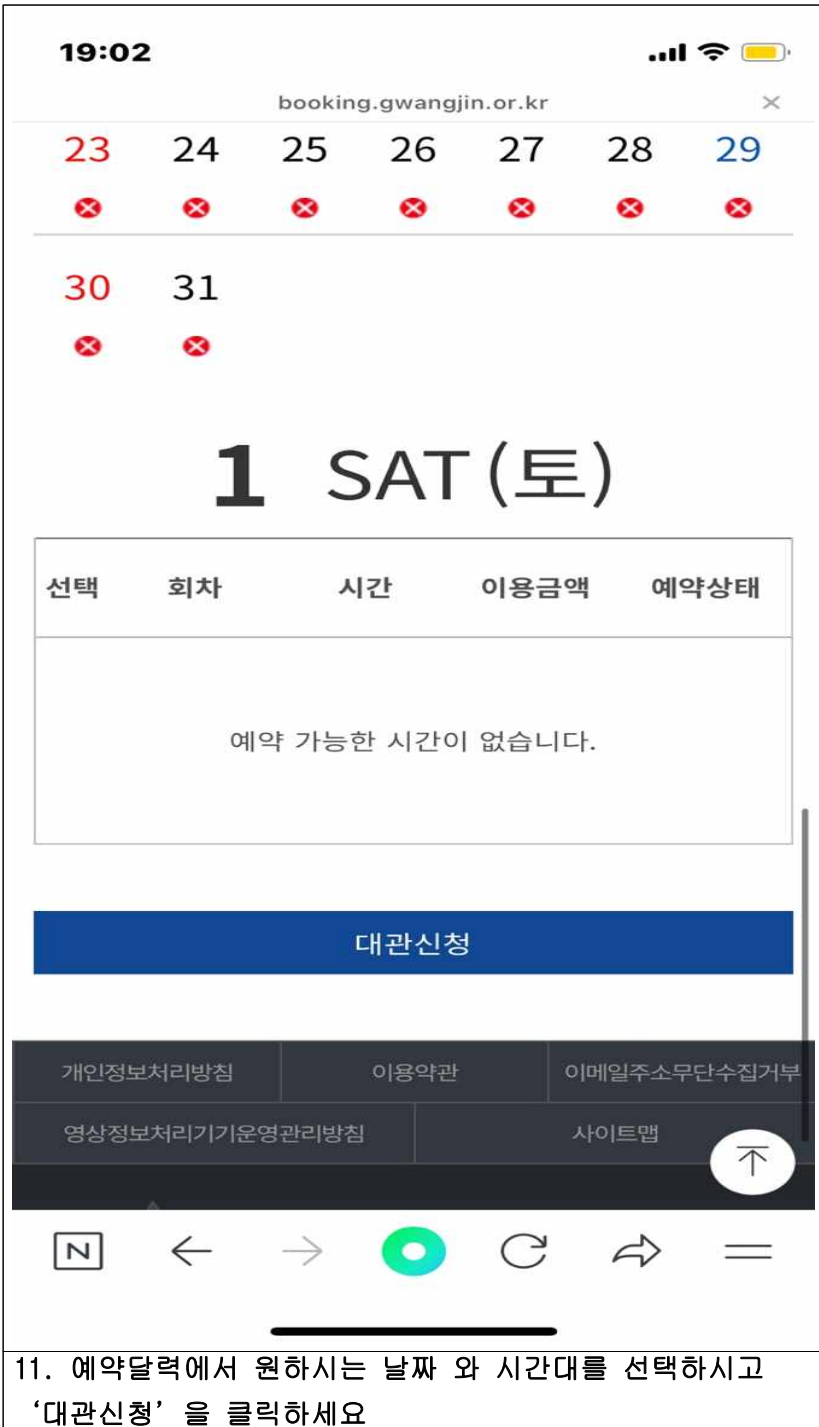 19:02
booking.gwangjin.or.kr
23 24 25 26 27 28 29
30 31
1 SAT(토)
선택 회차 시간 이용금액 예약상태
예약 가능한 시간이 없습니다.
대관신청
개인정보처리방침 이용약관 이메일주소무단수집거부
영상정보처리기기운영관리방침 사이트맵
N
11. 예약달력에서 원하시는 날짜 와 시간대를 선택하시고
‘대관신청’ 을 클릭하세요